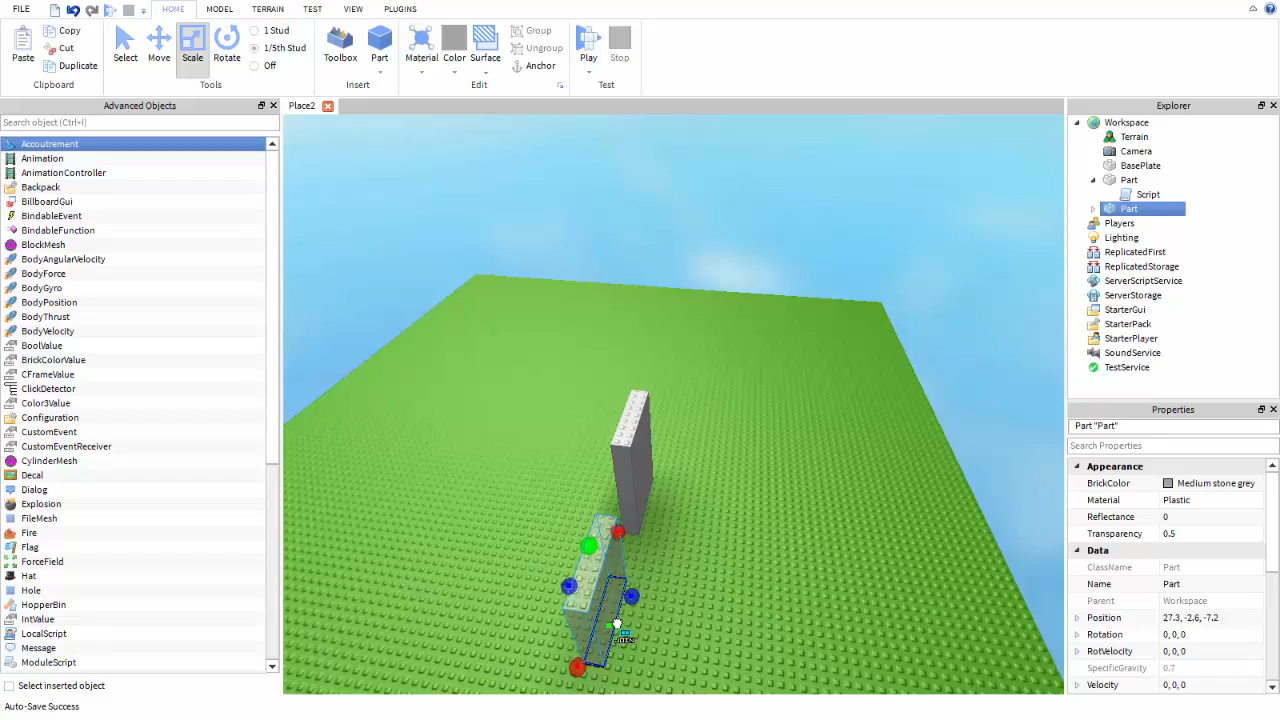 FILE HOME MODEL TERRAIN TEST VIEW PLUGINS
Paste
Copy
Cut
Duplicate
Clipboard
Select
Move
Scale
Rotate
1 Stud
1/5th Stud
Off
Tools
Toolbox
Part
Insert
Material
Color
Surface
Group
Ungroup
Anchor
Edit
Play
Stop
Test
Advanced Objects
Search object (Ctrl+I)
Accoutrement
Animation
AnimationController
Backpack
BillboardGui
BindableEvent
BindableFunction
BlockMesh
BodyAngularVelocity
BodyForce
BodyGyro
BodyPosition
BodyThrust
BodyVelocity
BoolValue
BrickColorValue
CFrameValue
ClickDetector
Color3Value
Configuration
CustomEvent
CustomEventReceiver
CylinderMesh
Decal
Dialog
Explosion
FileMesh
Fire
Flag
ForceField
Hat
Hole
HopperBin
IntValue
LocalScript
Message
ModuleScript
Select inserted object
Auto-Save Success
Place2
JOIN
Explorer
Workspace
Terrain
Camera
BasePlate
Part
Script
Part
Players
Lighting
ReplicatedFirst
ReplicatedStorage
ServerScriptService
ServerStorage
StarterGui
StarterPack
StarterPlayer
SoundService
TestService
Properties
Part "Part"
Search Properties
Appearance
BrickColor Medium stone grey
Material Plastic
Reflectance 0
Transparency 0.5
Data
ClassName Part
Name Part
Parent Workspace
Position 27.3, -2.6, -7.2
Rotation 0, 0, 0
RotVelocity 0, 0, 0
SpecificGravity 0.7
Velocity 0, 0, 0